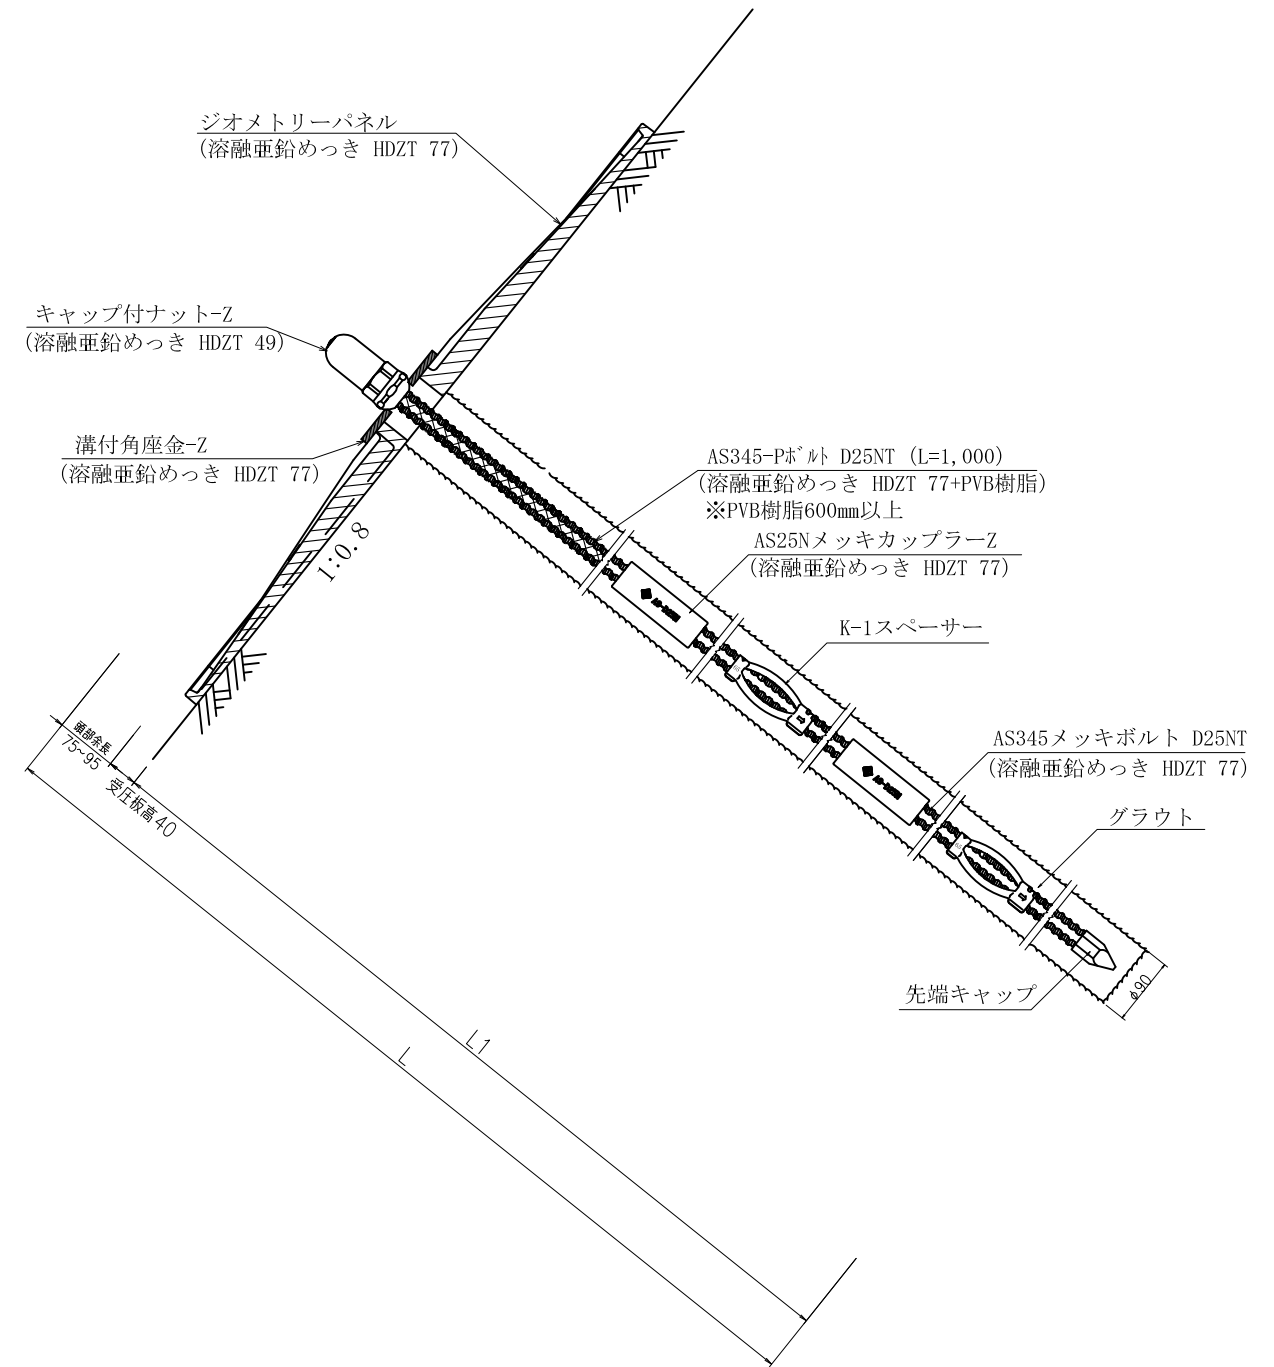 ジオメトリーパネル
(溶融亜鉛めっき HDZT 77)
キャップ付ナット-Z
(溶融亜鉛めっき HDZT 49)
溝付角座金-Z
(溶融亜鉛めっき HDZT 77)
AS345-Pボルト D25NT (L=1,000)
(溶融亜鉛めっき HDZT 77+PVB樹脂)
※PVB樹脂600mm以上
AS25NメッキカップラーZ
(溶融亜鉛めっき HDZT 77)
1:0.8
K-1スペーサー
AS345メッキボルト D25NT
(溶融亜鉛めっき HDZT 77)
グラウト
先端キャップ
φ90
頭部余長
75~95
受圧板高40
L1
L